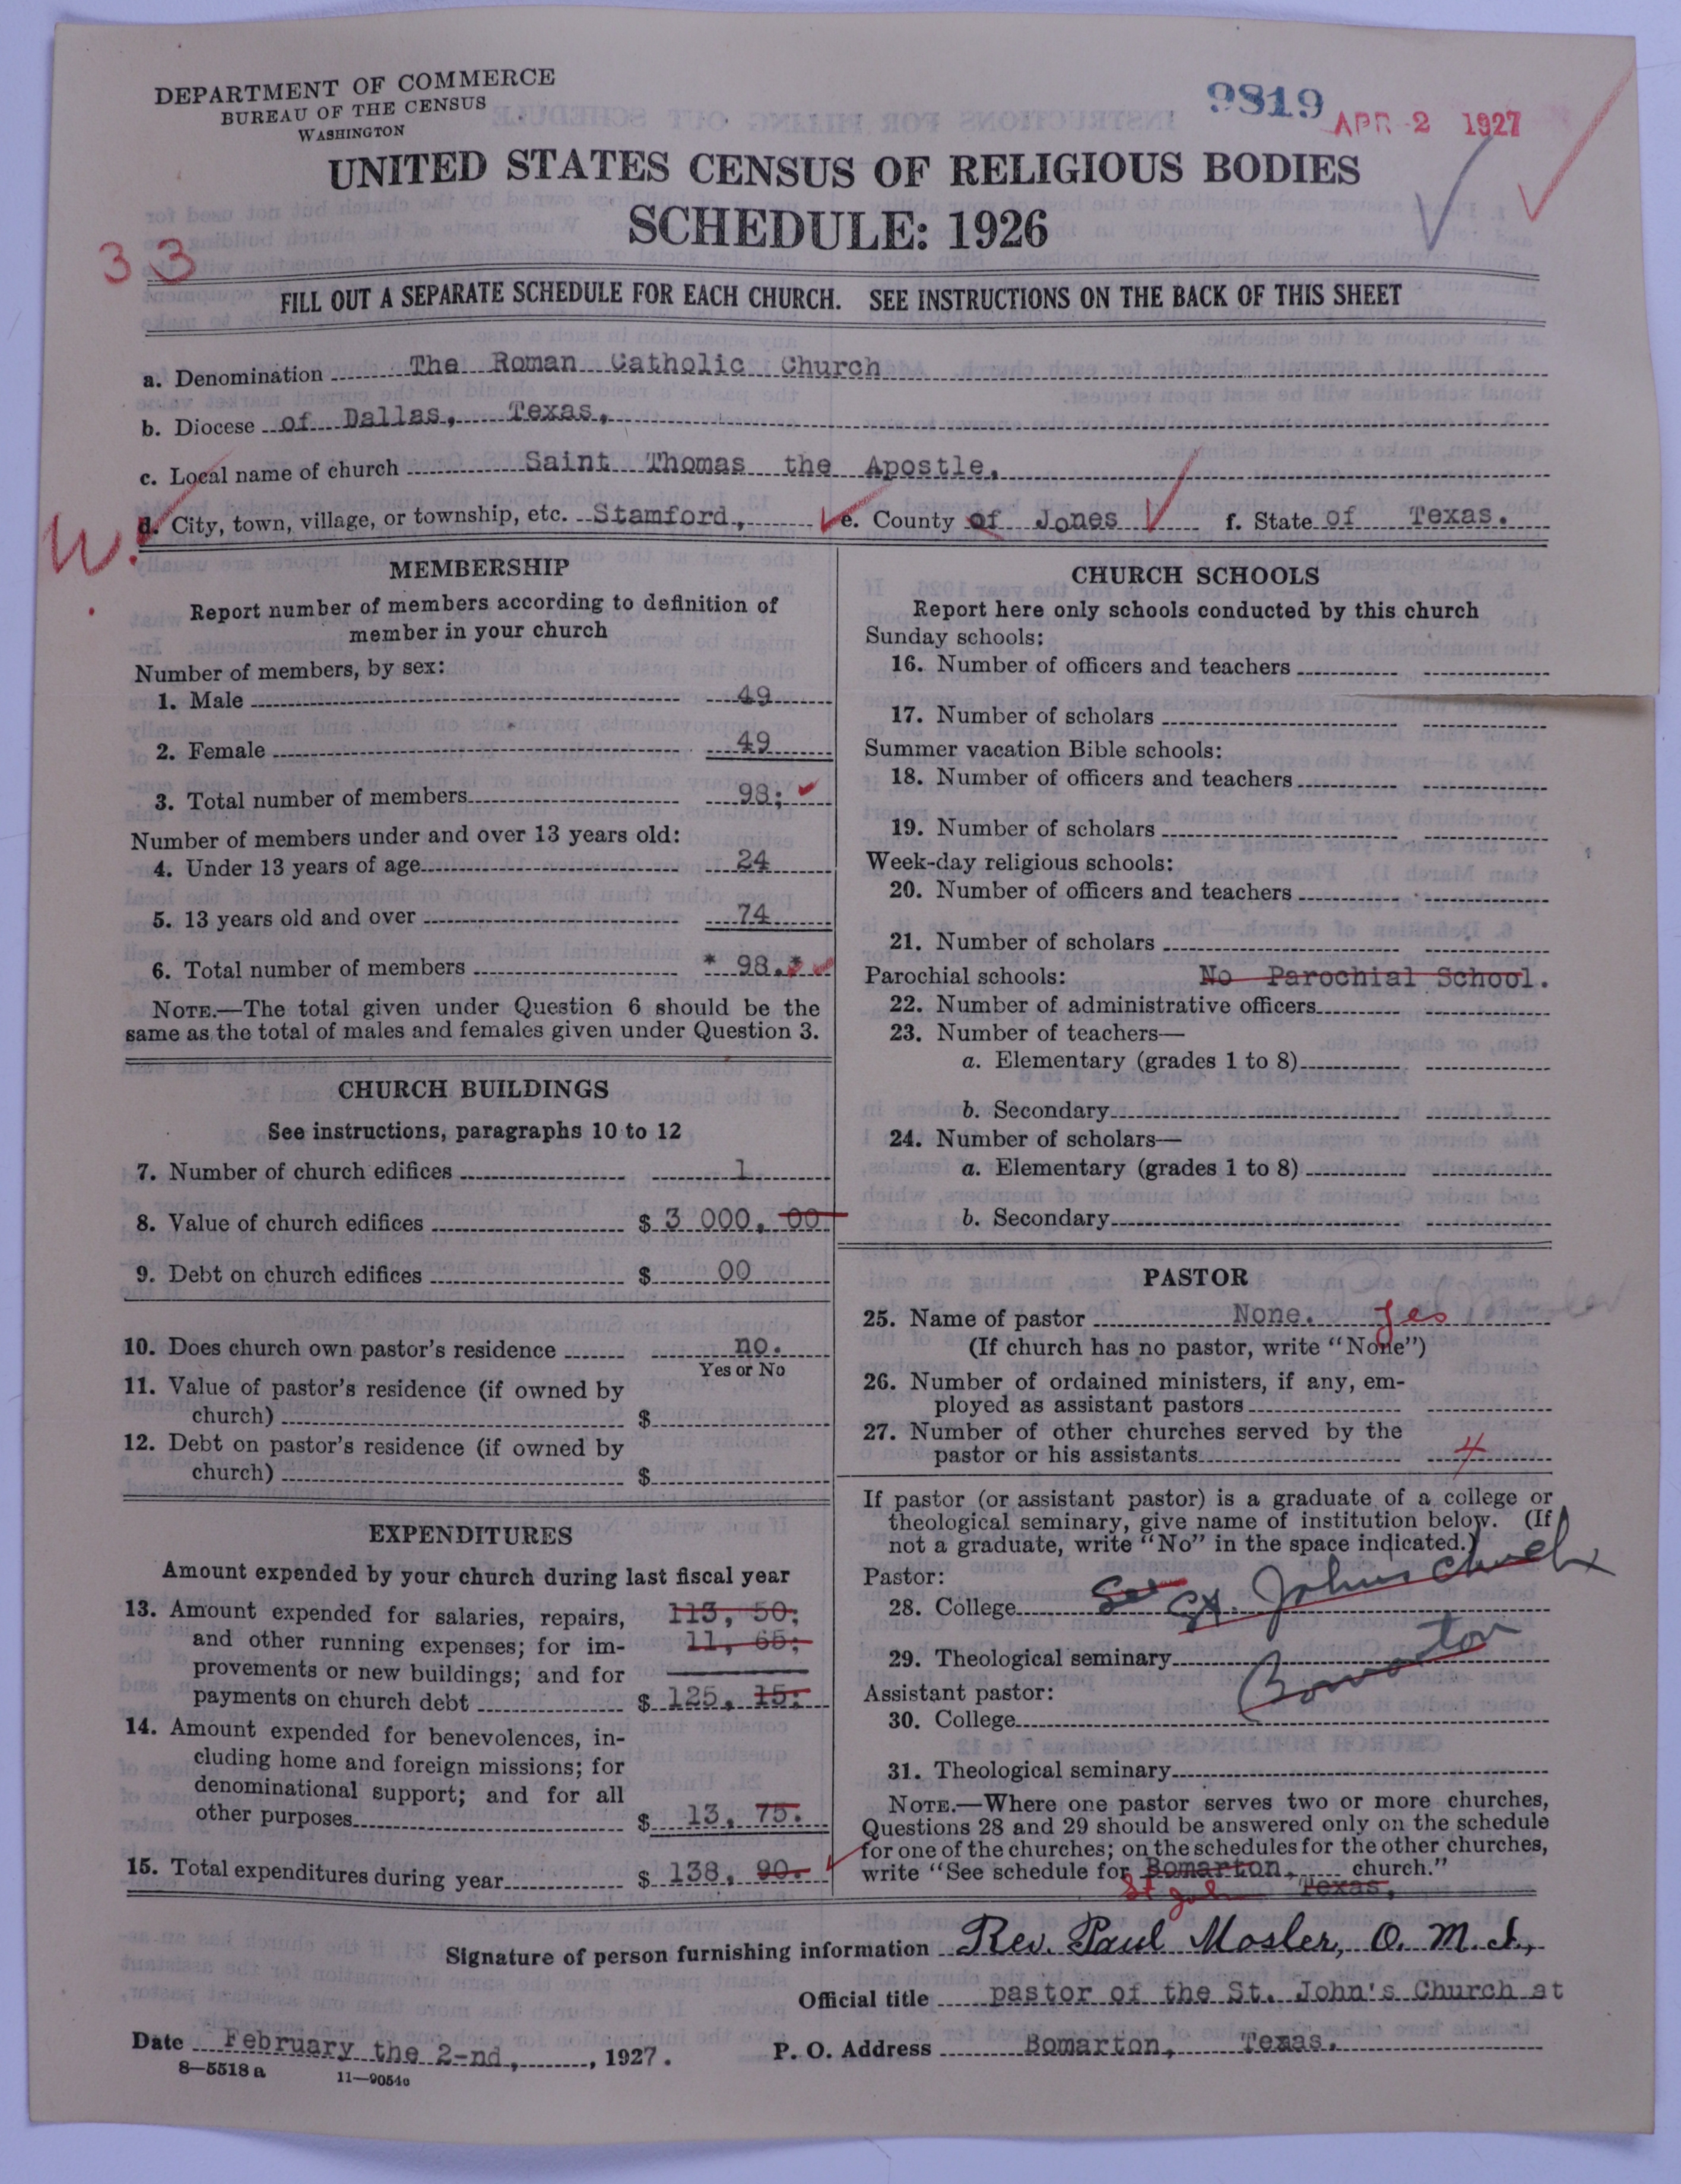 DEPARTMENT OF COMMERCE
BUREAU OF THE CENSUS
WASHINGTON
9819
APR -2 1927
UNITED STATES CENSUS OF RELIGIOUS BODIES
SCHEDULE: 1926
33
FILL OUT A SEPARATE SCHEDULE FOR EACH CHURCH. SEE INSTRUCTIONS ON THE BACK OF THIS SHEET
a. Denomination The Roman Catholic Church
b. Diocese of Dallas, Texas,
c. Local name of church Saint Thomas the Apostle,
W. d. City, town, village, or township, etc. Stamford, e. County of Jones f. State of Texas.
MEMBERSHIP
Report number of members according to definition of
member in your church
Number of members, by sex:
1. Male 49
2. Female 49
3. Total number of members 98;
Number of members under and over 13 years old:
4. Under 13 years of age 24
5. 13 years old and over 74
6. Total number of members * 98.*
NOTE.—The total given under Question 6 should be the
same as the total of males and females given under Question 3.
CHURCH BUILDINGS
See instructions, paragraphs 10 to 12
7. Number of church edifices 1
8. Value of church edifices $ 3 000. 00
9. Debt on church edifices $ 00
10. Does church own pastor's residence no.
Yes or No
11. Value of pastor's residence (if owned by
church) $
12. Debt on pastor's residence (if owned by
church) $
EXPENDITURES
Amount expended by your church during last fiscal year
13. Amount expended for salaries, repairs, 113, 50;
and other running expenses; for im- 11, 65;
provements or new buildings; and for
payments on church debt $ 125, 15;
14. Amount expended for benevolences, in-
cluding home and foreign missions; for
denominational support; and for all
other purposes $ 13, 75.
15. Total expenditures during year $ 138, 90.
CHURCH SCHOOLS
Report here only schools conducted by this church
Sunday schools:
16. Number of officers and teachers
17. Number of scholars
Summer vacation Bible schools:
18. Number of officers and teachers
19. Number of scholars
Week-day religious schools:
20. Number of officers and teachers
21. Number of scholars
Parochial schools: No Parochial School.
22. Number of administrative officers
23. Number of teachers—
a. Elementary (grades 1 to 8)
b. Secondary
24. Number of scholars—
a. Elementary (grades 1 to 8)
b. Secondary
PASTOR
25. Name of pastor None. yes
(If church has no pastor, write "None")
26. Number of ordained ministers, if any, em-
ployed as assistant pastors
27. Number of other churches served by the
pastor or his assistants 4
If pastor (or assistant pastor) is a graduate of a college or
theological seminary, give name of institution below. (If
not a graduate, write "No" in the space indicated.)
Pastor:
28. College See St. Johns Church
29. Theological seminary Bomarton
Assistant pastor:
30. College
31. Theological seminary
NOTE.—Where one pastor serves two or more churches,
Questions 28 and 29 should be answered only on the schedule
for one of the churches; on the schedules for the other churches,
write "See schedule for Bomarton, church."
St John Texas,
Signature of person furnishing information Rev. Paul Mosler, O. M. I.,
Official title pastor of the St. John's Church at
Date February the 2-nd, , 1927. P. O. Address Bomarton, Texas.
8—5518 a 11—9054a